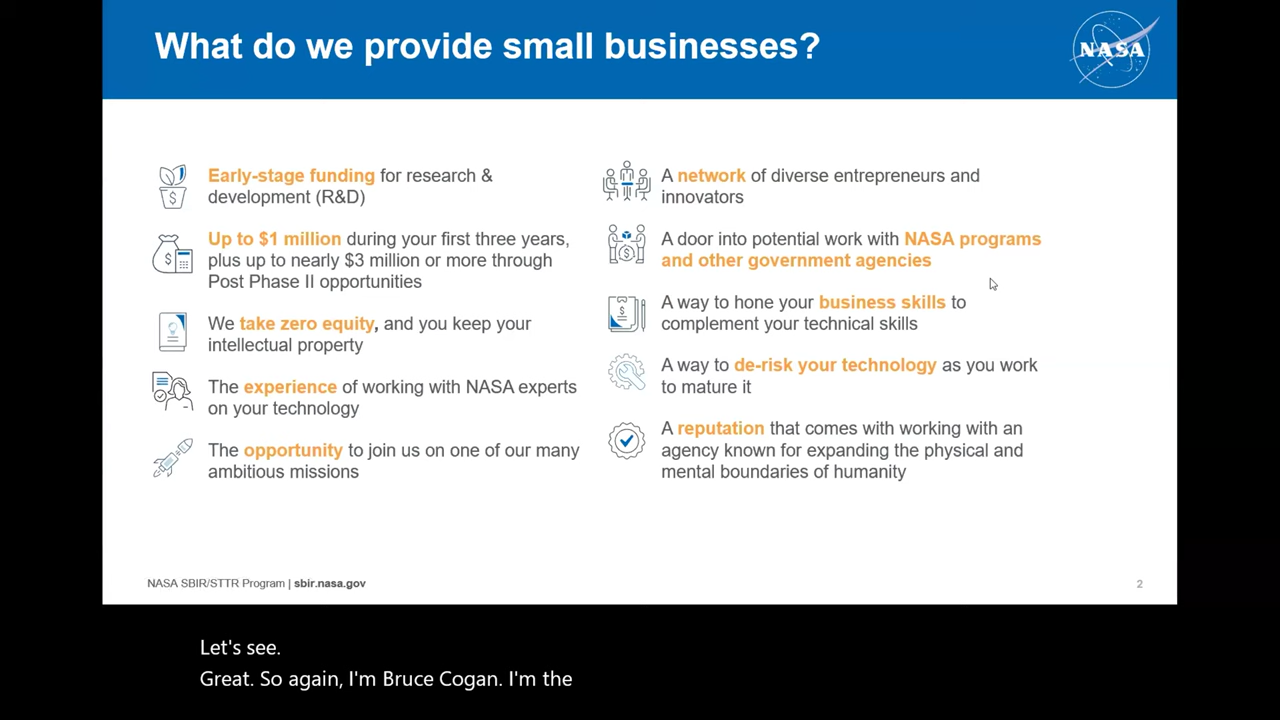 What do we provide small businesses?
NASA
Early-stage funding for research &
development (R&D)
Up to $1 million during your first three years,
plus up to nearly $3 million or more through
Post Phase II opportunities
We take zero equity, and you keep your
intellectual property
The experience of working with NASA experts
on your technology
The opportunity to join us on one of our many
ambitious missions
A network of diverse entrepreneurs and
innovators
A door into potential work with NASA programs
and other government agencies
A way to hone your business skills to
complement your technical skills
A way to de-risk your technology as you work
to mature it
A reputation that comes with working with an
agency known for expanding the physical and
mental boundaries of humanity
NASA SBIR/STTR Program | sbir.nasa.gov
2
Let's see.
Great. So again, I'm Bruce Cogan. I'm the